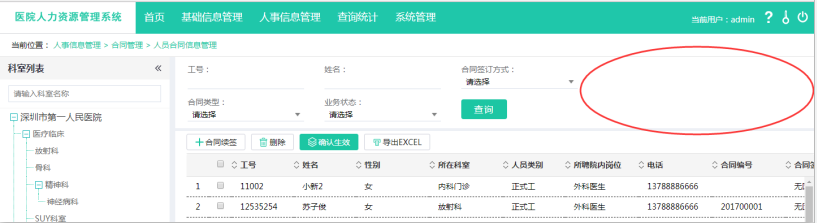 医院人力资源管理系统 首页 基础信息管理 人事信息管理 查询统计 系统管理 当前用户：admin
当前位置： 人事信息管理 > 合同管理 > 人员合同信息管理
科室列表 «
请输入科室名称
深圳市第一人民医院
医疗临床
放射科
骨科
精神科
神经病科
SUY科室
工号： 姓名： 合同签订方式：
请选择
合同类型： 业务状态：
请选择 请选择 查询
合同续签 删除 确认生效 导出EXCEL
工号 姓名 性别 所在科室 人员类别 所聘院内岗位 电话 合同编号 合同
1 11002 小新2 女 内科门诊 正式工 外科医生 13788886666
2 12535254 苏子俊 女 放射科 正式工 外科医生 13788886666 201700001